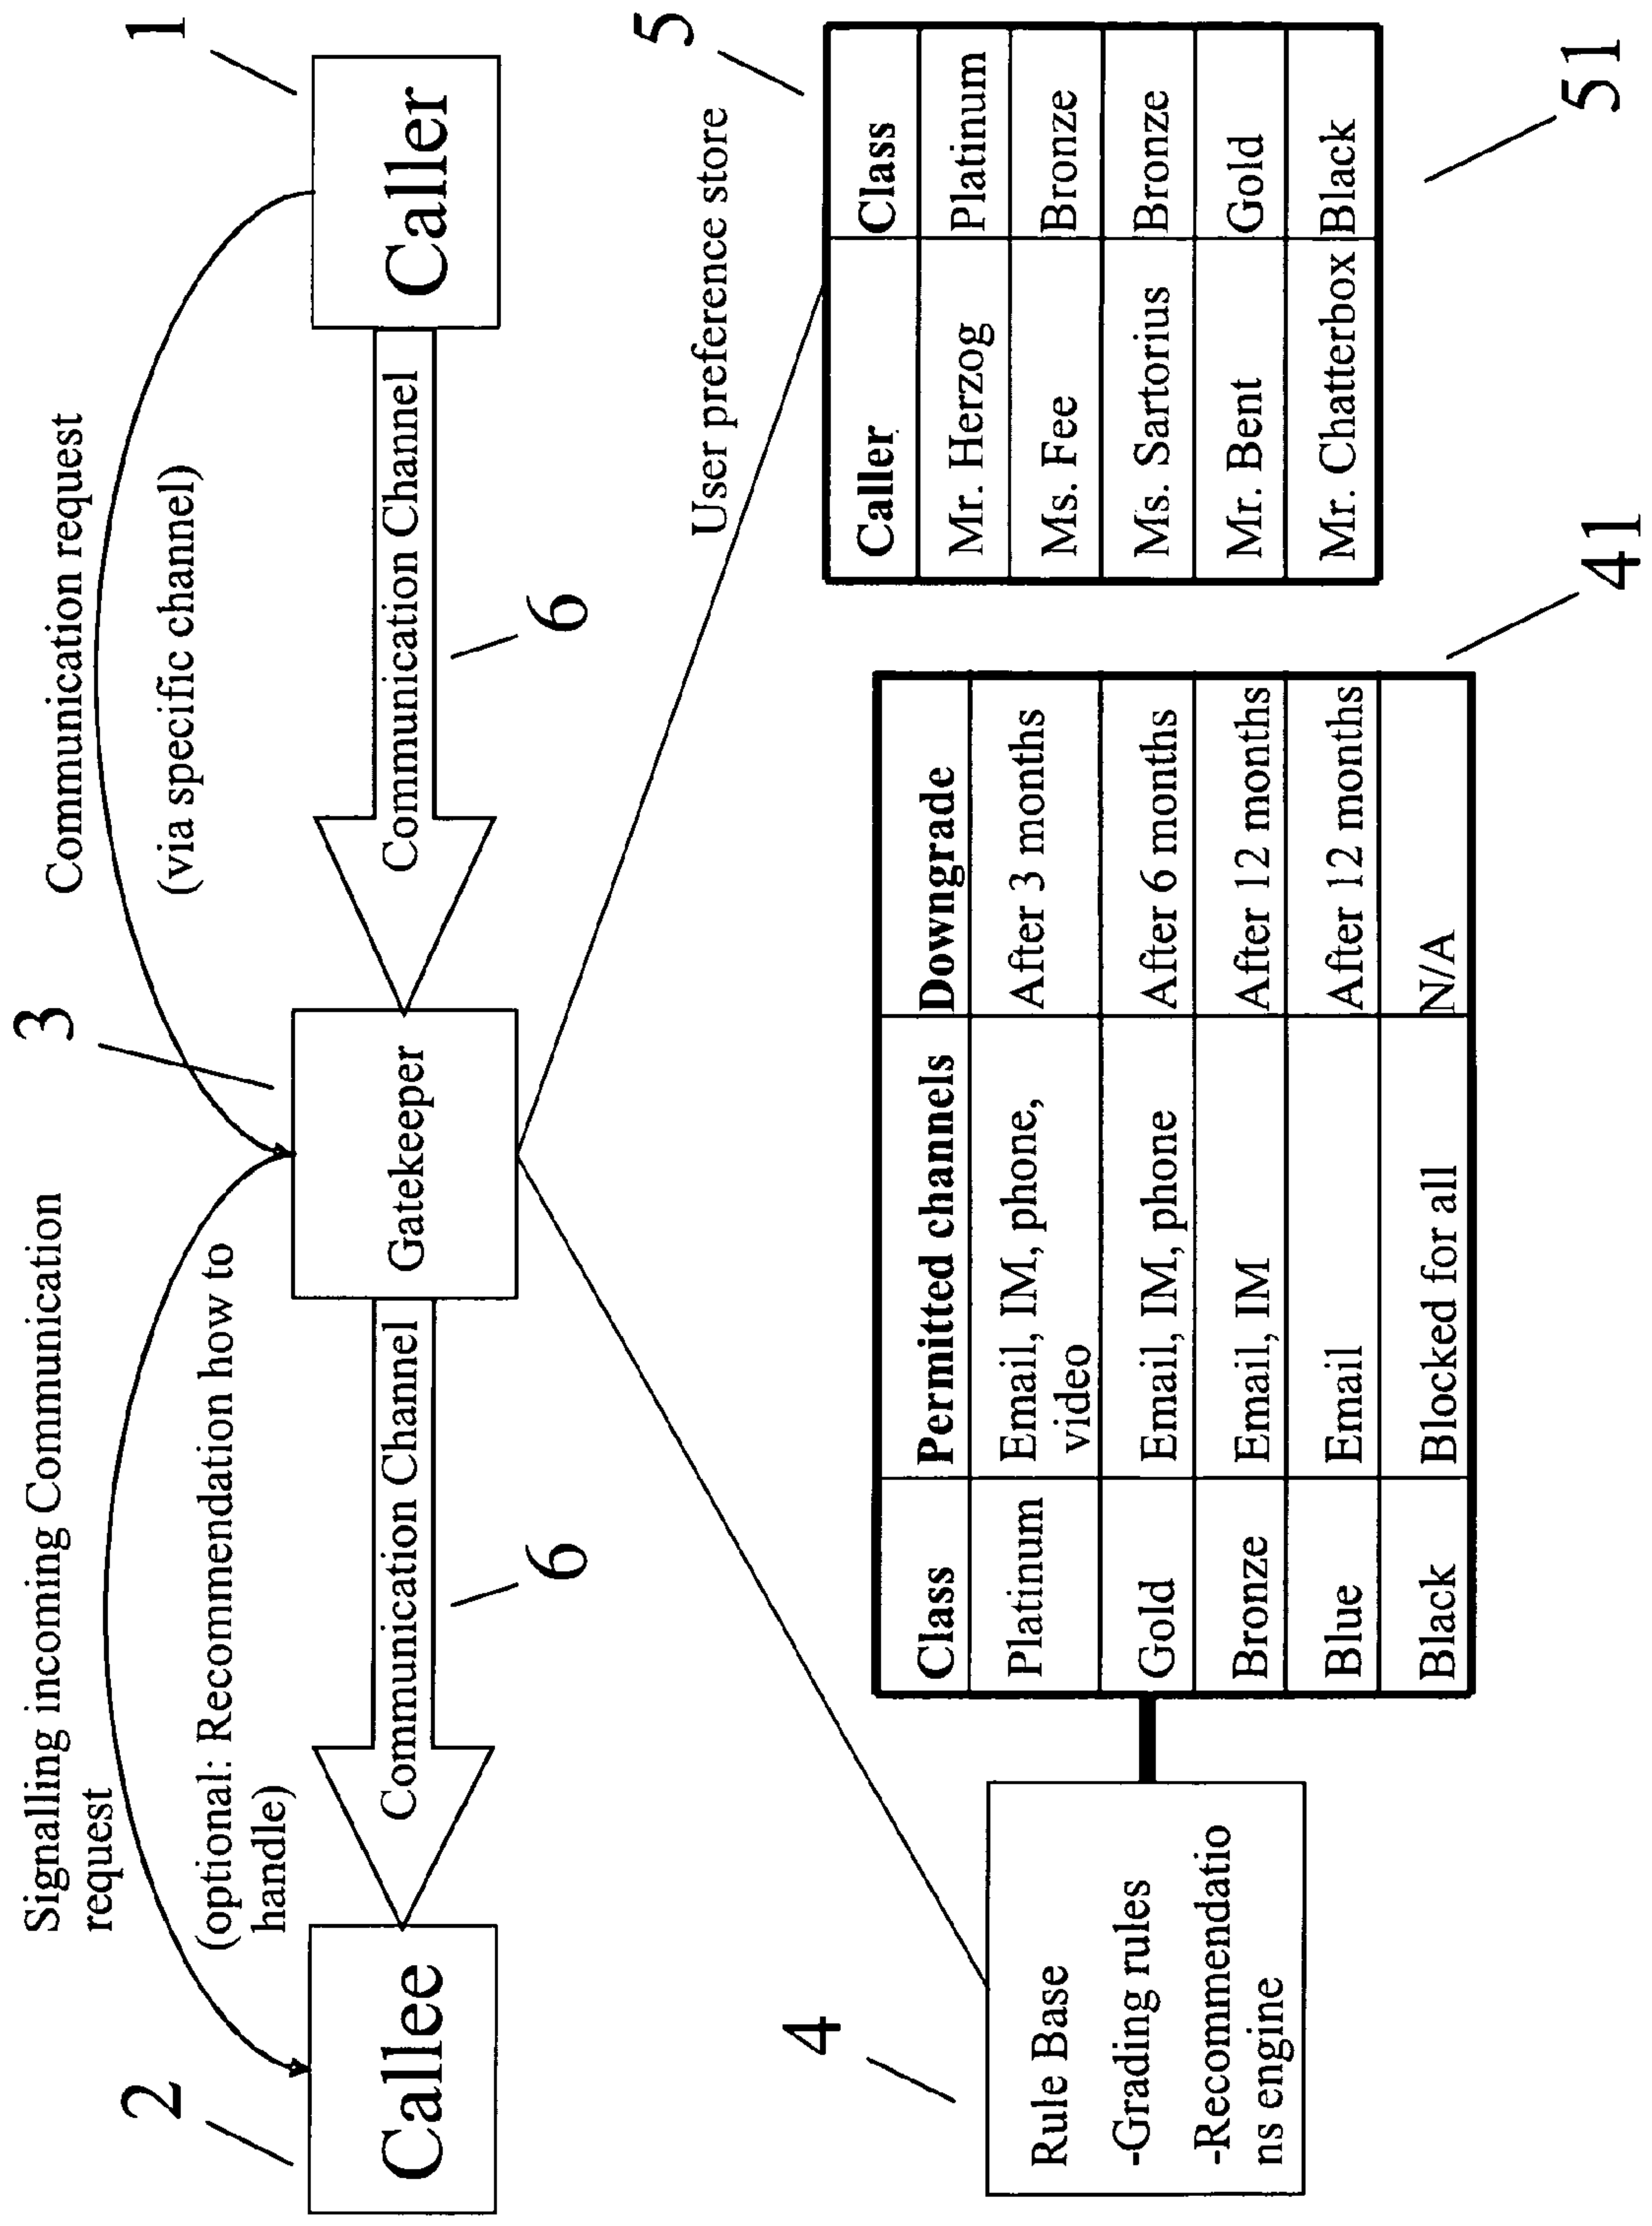 Signalling incoming Communication
request
(optional: Recommendation how to
handle)
Communication request
(via specific channel)
2
3
1
Callee
Communication Channel
Gatekeeper
Communication Channel
Caller
6
6
User preference store
5
4
Rule Base
-Grading rules
-Recommendatio
ns engine
Class Permitted channels Downgrade
Platinum Email, IM, phone, After 3 months
video
Gold Email, IM, phone After 6 months
Bronze Email, IM After 12 months
Blue Email After 12 months
Black Blocked for all N/A
41
Caller Class
Mr. Herzog Platinum
Ms. Fee Bronze
Ms. Sartorius Bronze
Mr. Bent Gold
Mr. Chatterbox Black
51